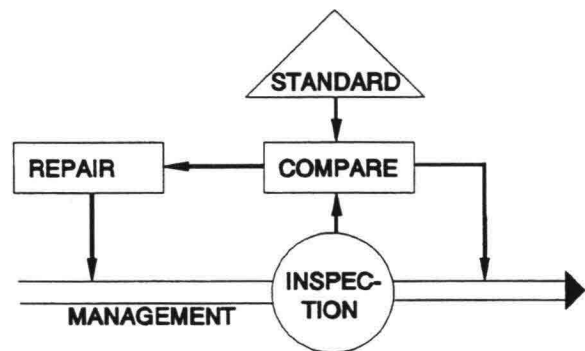 STANDARD
REPAIR
COMPARE
INSPEC-
TION
MANAGEMENT